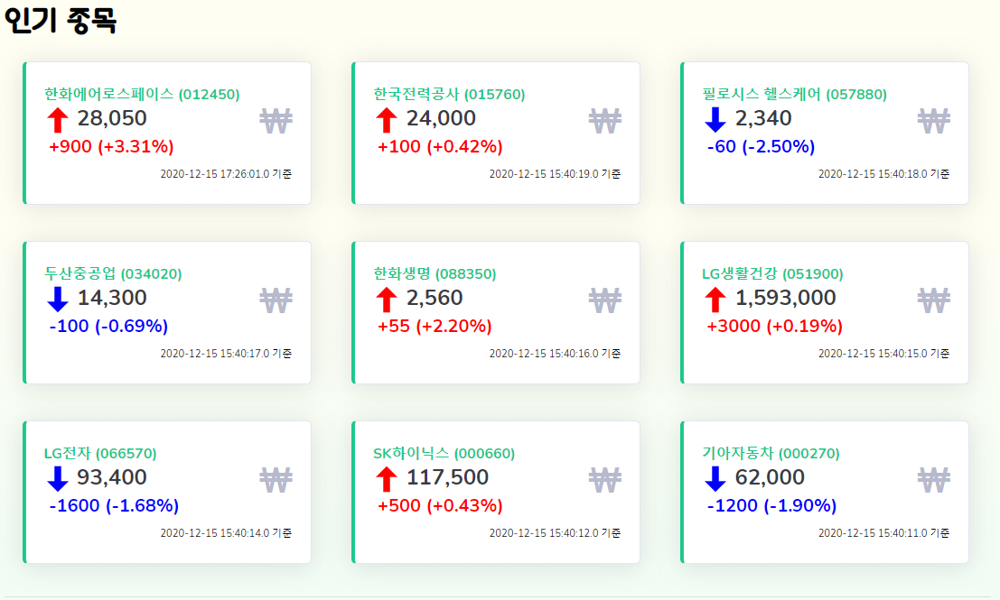 인기 종목
한화에어로스페이스 (012450)
28,050
₩
+900 (+3.31%)
2020-12-15 17:26:01.0 기준
한국전력공사 (015760)
24,000
₩
+100 (+0.42%)
2020-12-15 15:40:19.0 기준
필로시스 헬스케어 (057880)
2,340
₩
-60 (-2.50%)
2020-12-15 15:40:18.0 기준
두산중공업 (034020)
14,300
₩
-100 (-0.69%)
2020-12-15 15:40:17.0 기준
한화생명 (088350)
2,560
₩
+55 (+2.20%)
2020-12-15 15:40:16.0 기준
LG생활건강 (051900)
1,593,000
₩
+3000 (+0.19%)
2020-12-15 15:40:15.0 기준
LG전자 (066570)
93,400
₩
-1600 (-1.68%)
2020-12-15 15:40:14.0 기준
SK하이닉스 (000660)
117,500
₩
+500 (+0.43%)
2020-12-15 15:40:12.0 기준
기아자동차 (000270)
62,000
₩
-1200 (-1.90%)
2020-12-15 15:40:11.0 기준